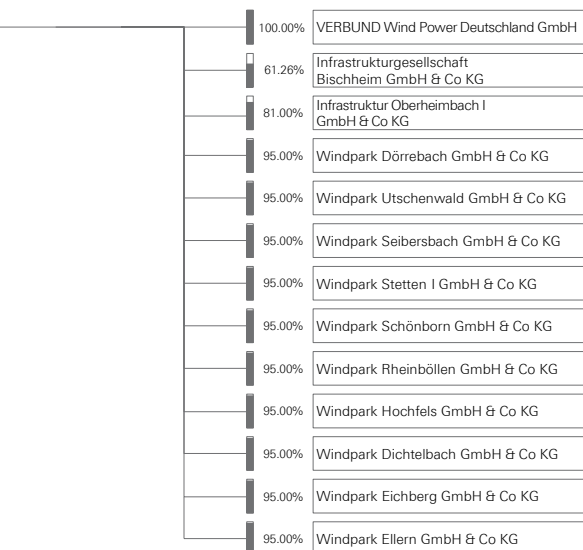 100.00% VERBUND Wind Power Deutschland GmbH
61.26% Infrastrukturgesellschaft
Bischheim GmbH & Co KG
81.00% Infrastruktur Oberheimbach I
GmbH & Co KG
95.00% Windpark Dörrebach GmbH & Co KG
95.00% Windpark Utschenwald GmbH & Co KG
95.00% Windpark Seibersbach GmbH & Co KG
95.00% Windpark Stetten I GmbH & Co KG
95.00% Windpark Schönborn GmbH & Co KG
95.00% Windpark Rheinböllen GmbH & Co KG
95.00% Windpark Hochfels GmbH & Co KG
95.00% Windpark Dichtelbach GmbH & Co KG
95.00% Windpark Eichberg GmbH & Co KG
95.00% Windpark Ellern GmbH & Co KG